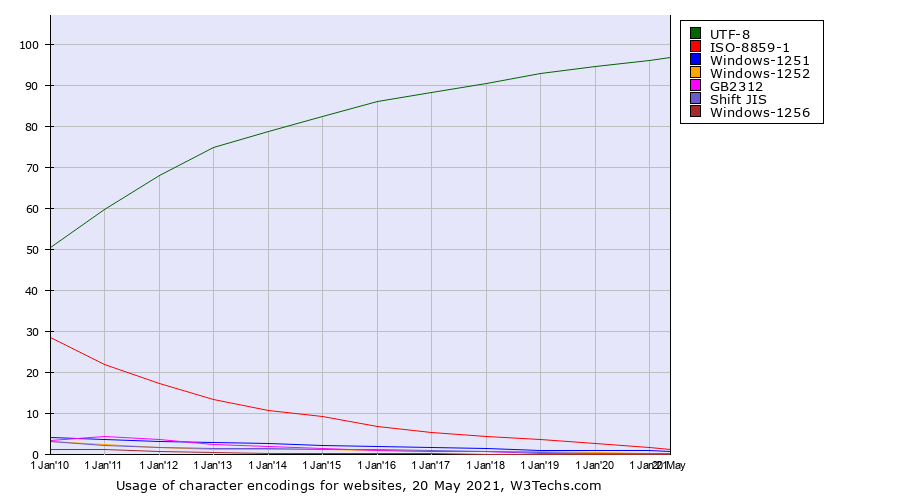 100
90
80
70
60
50
40
30
20
10
0
1 Jan'10 1 Jan'11 1 Jan'12 1 Jan'13 1 Jan'14 1 Jan'15 1 Jan'16 1 Jan'17 1 Jan'18 1 Jan'19 1 Jan'20 1 Jan'21 May
Usage of character encodings for websites, 20 May 2021, W3Techs.com
UTF-8
ISO-8859-1
Windows-1251
Windows-1252
GB2312
Shift JIS
Windows-1256